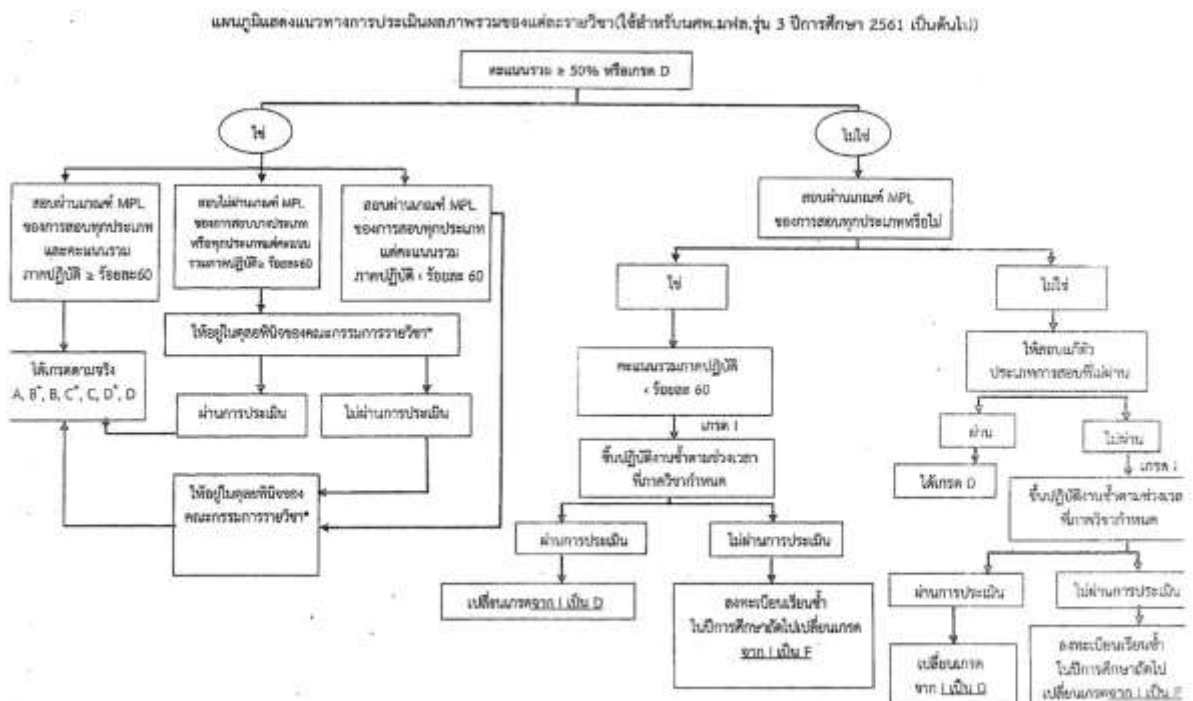 แผนภูมิแสดงแนวทางการประเมินผลภาพรวมของแต่ละรายวิชา(ใช้สำหรับนศพ.มฟล.รุ่น 3 ปีการศึกษา 2561 เป็นต้นไป)
คะแนนรวม ≥ 50% หรือเกรด D
ใช่
ไม่ใช่
สอบผ่านเกณฑ์ MPL
ของการสอบทุกประเภท
และคะแนนรวม
ภาคปฏิบัติ ≥ ร้อยละ60
สอบไม่ผ่านเกณฑ์ MPL
ของการสอบบางประเภท
หรือทุกประเภทแต่คะแนน
รวมภาคปฏิบัติ≥ ร้อยละ60
สอบผ่านเกณฑ์ MPL
ของการสอบทุกประเภท
แต่คะแนนรวม
ภาคปฏิบัติ < ร้อยละ 60
สอบผ่านเกณฑ์ MPL
ของการสอบทุกประเภทหรือไม่
ใช่
ไม่ใช่
ให้อยู่ในดุลยพินิจของคณะกรรมการรายวิชา*
ได้เกรดตามจริง
A, B⁺, B, C⁺, C, D⁺, D
ผ่านการประเมิน
ไม่ผ่านการประเมิน
ให้อยู่ในดุลยพินิจของ
คณะกรรมการรายวิชา*
คะแนนรวมภาคปฏิบัติ
< ร้อยละ 60
เกรด I
ขึ้นปฏิบัติงานซ้ำตามช่วงเวลา
ที่ภาควิชากำหนด
ผ่านการประเมิน
ไม่ผ่านการประเมิน
เปลี่ยนเกรดจาก I เป็น D
ลงทะเบียนเรียนซ้ำ
ในปีการศึกษาถัดไปเปลี่ยนเกรด
จาก I เป็น F
ให้สอบแก้ตัว
ประเภทการสอบที่ไม่ผ่าน
ผ่าน
ไม่ผ่าน
ได้เกรด D
เกรด I
ขึ้นปฏิบัติงานซ้ำตามช่วงเวล
ที่ภาควิชากำหนด
ผ่านการประเมิน
ไม่ผ่านการประเมิน
เปลี่ยนเกรด
จาก I เป็น D
ลงทะเบียนเรียนซ้ำ
ในปีการศึกษาถัดไป
เปลี่ยนเกรดจาก I เป็น F